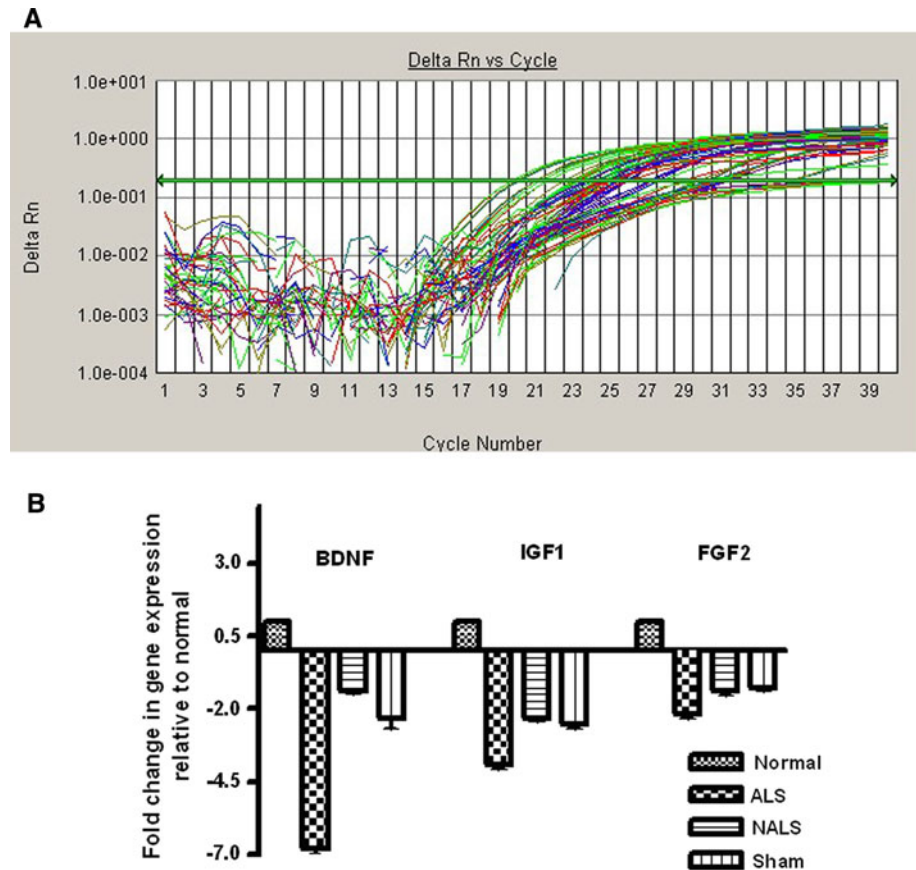 A
Delta Rn vs Cycle
1.0e+001
1.0e+000
1.0e-001
1.0e-002
1.0e-003
1.0e-004
Delta Rn
1 3 5 7 9 11 13 15 17 19 21 23 25 27 29 31 33 35 37 39
Cycle Number
B
Fold change in gene expression
relative to normal
3.0
0.5
-2.0
-4.5
-7.0
BDNF
IGF1
FGF2
Normal
ALS
NALS
Sham